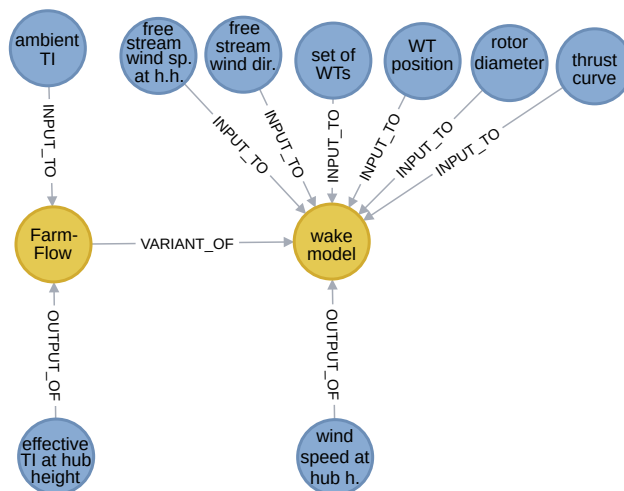 ambient
TI
free
stream
wind sp.
at h.h.
free
stream
wind dir.
set of
WTs
WT
position
rotor
diameter
thrust
curve
INPUT_TO
INPUT_TO
INPUT_TO
INPUT_TO
INPUT_TO
INPUT_TO
INPUT_TO
Farm-
Flow
VARIANT_OF
wake
model
OUTPUT_OF
OUTPUT_OF
effective
TI at hub
height
wind
speed at
hub h.